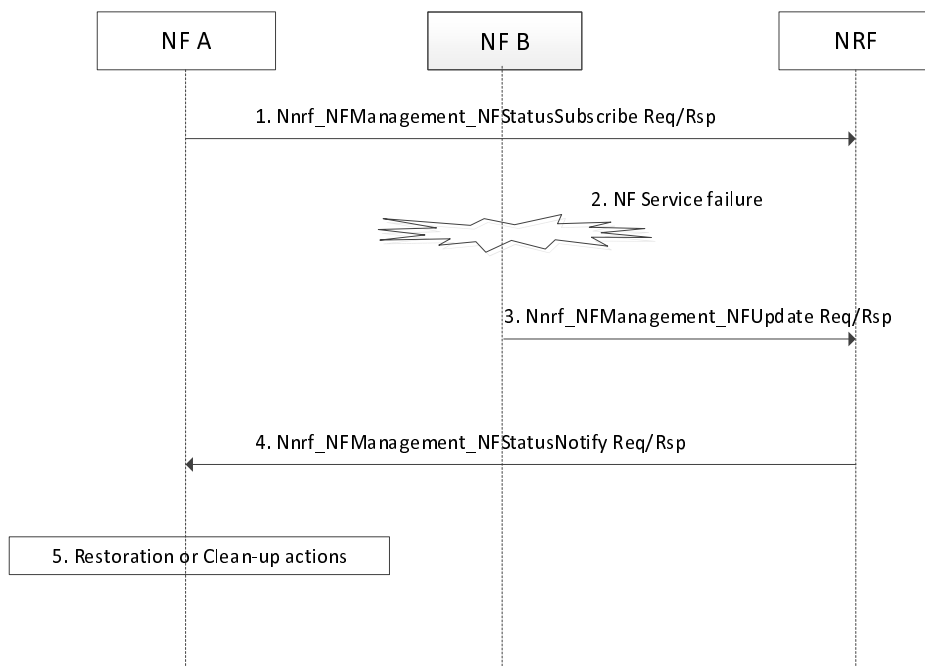 NF A
NF B
NRF
1. Nnrf_NFManagement_NFStatusSubscribe Req/Rsp
2. NF Service failure
3. Nnrf_NFManagement_NFUpdate Req/Rsp
4. Nnrf_NFManagement_NFStatusNotify Req/Rsp
5. Restoration or Clean-up actions